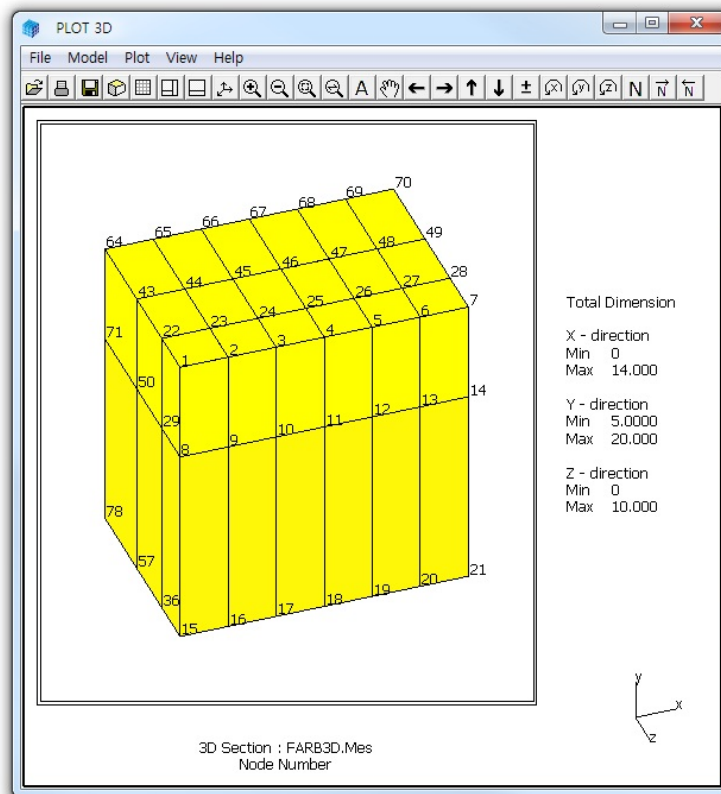 PLOT 3D
File Model Plot View Help
A ± x y z N N N
70
69
68
67
66
65
64
49
48
47
46
45
44
43
28
27
26
25
24
23
22
7
6
5
4
3
2
1
71
50
29
14
13
12
11
10
9
8
78
57
36
21
20
19
18
17
16
15
Total Dimension
X - direction
Min 0
Max 14.000
Y - direction
Min 5.0000
Max 20.000
Z - direction
Min 0
Max 10.000
y
x
z
3D Section : FARB3D.Mes
Node Number